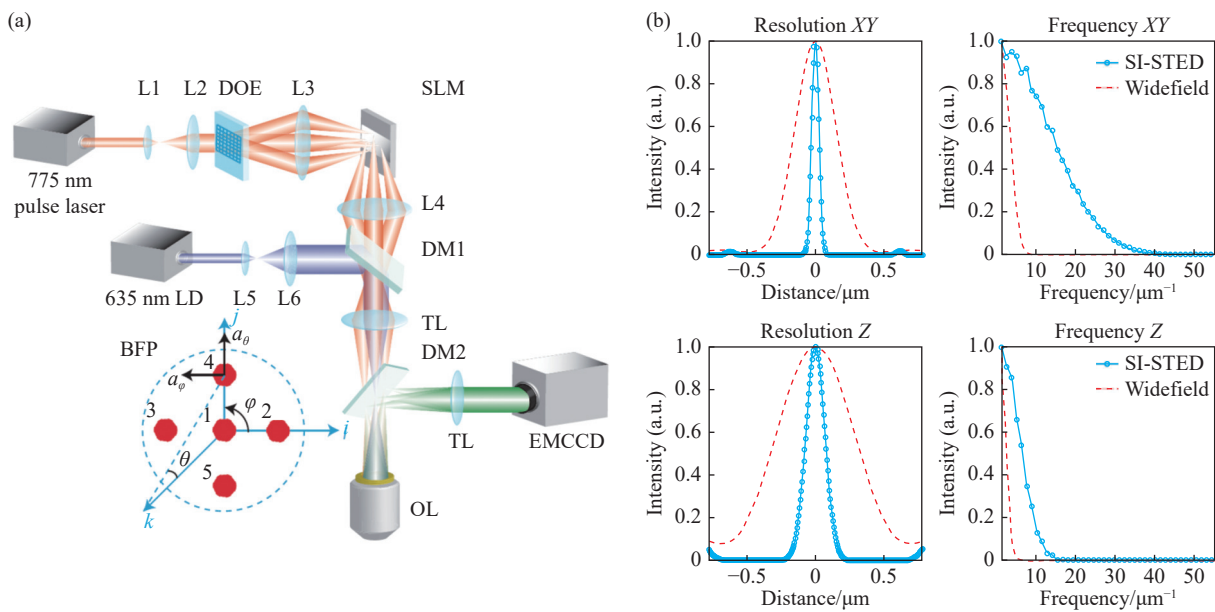 (a)
L1
L2
DOE
L3
SLM
775 nm
pulse laser
L4
DM1
635 nm LD
L5
L6
TL
DM2
BFP
j
aθ
4
aφ
3
1
φ
2
i
θ
5
k
TL
EMCCD
OL
(b)
Resolution XY
Intensity (a.u.)
1.0
0.8
0.6
0.4
0.2
0
−0.5
0
0.5
Distance/μm
Frequency XY
Intensity (a.u.)
1.0
0.8
0.6
0.4
0.2
0
SI-STED
Widefield
10 20 30 40 50
Frequency/μm⁻¹
Resolution Z
Intensity (a.u.)
1.0
0.8
0.6
0.4
0.2
0
−0.5
0
0.5
Distance/μm
Frequency Z
Intensity (a.u.)
1.0
0.8
0.6
0.4
0.2
0
SI-STED
Widefield
10 20 30 40 50
Frequency/μm⁻¹